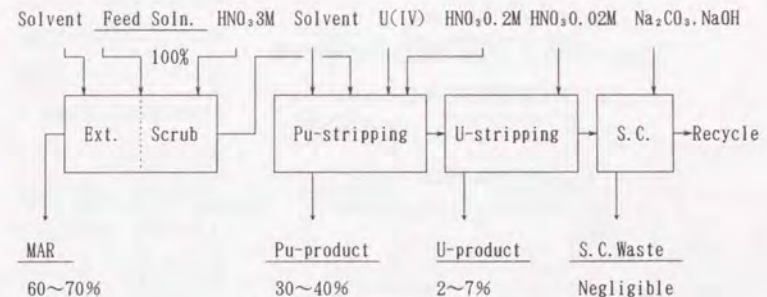 Solvent Feed Soln. HNO₃3M Solvent U(IV) HNO₃0.2M HNO₃0.02M Na₂CO₃.NaOH
100%
Ext. Scrub Pu-stripping U-stripping S.C. Recycle
MAR Pu-product U-product S.C.Waste
60～70% 30～40% 2～7% Negligible